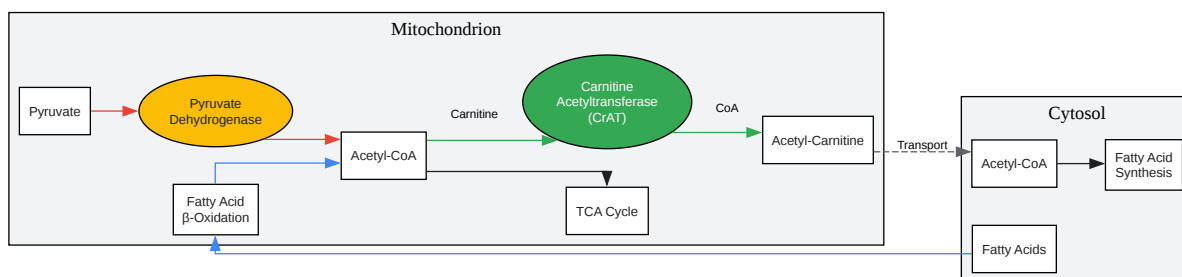 Mitochondrion
Pyruvate
Pyruvate
Dehydrogenase
Fatty Acid
β-Oxidation
Acetyl-CoA
Carnitine
Carnitine
Acetyltransferase
(CrAT)
TCA Cycle
CoA
Acetyl-Carnitine
Transport
Cytosol
Acetyl-CoA
Fatty Acid
Synthesis
Fatty Acids